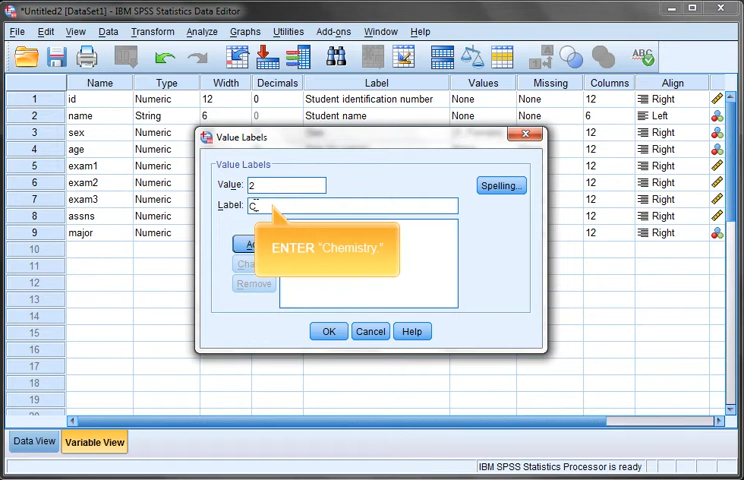 *Untitled2 [DataSet1] - IBM SPSS Statistics Data Editor
File Edit View Data Transform Analyze Graphs Utilities Add-ons Window Help
Name Type Width Decimals Label Values Missing Columns Align
1 id Numeric 12 0 Student identification number None None 12 Right
2 name String 6 0 Student name None None 6 Left
3 sex Numeric 12 Right
4 age Numeric 12 Right
5 exam1 Numeric 12 Right
6 exam2 Numeric 12 Right
7 exam3 Numeric 12 Right
8 assns Numeric 12 Right
9 major Numeric 12 Right
10
11
12
13
14
15
16
17
18
19
Value Labels
Value Labels
Value: 2
Spelling...
Label: C
ENTER "Chemistry."
Remove
OK Cancel Help
Data View Variable View
IBM SPSS Statistics Processor is ready